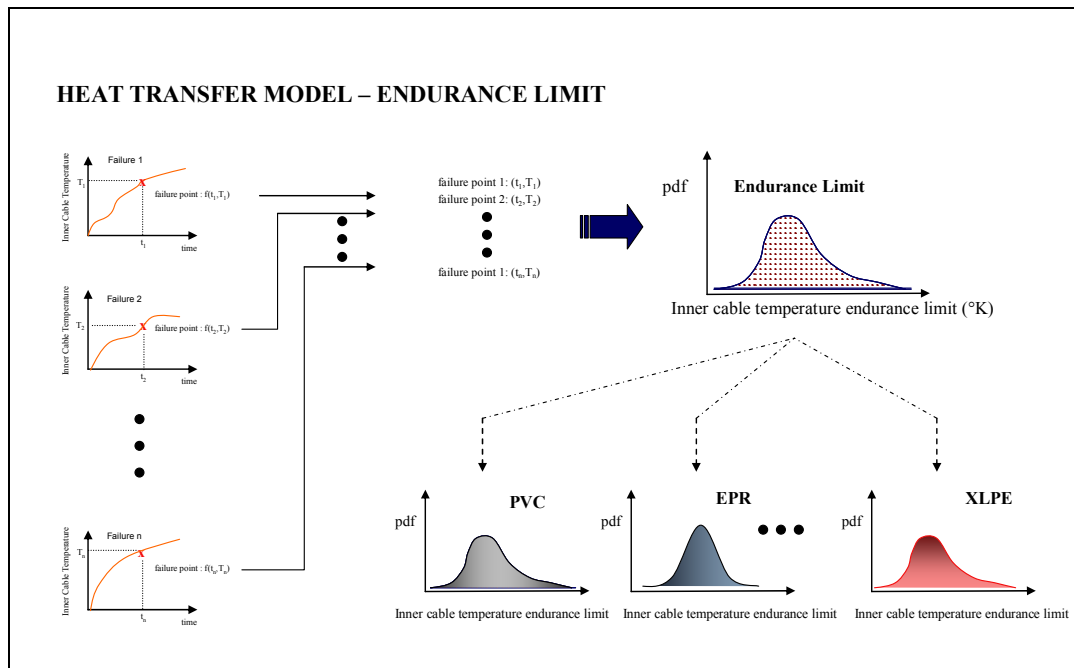 HEAT TRANSFER MODEL – ENDURANCE LIMIT
Failure 1
Inner Cable Temperature
T1
failure point : f(t1,T1)
t1
time
Failure 2
Inner Cable Temperature
T2
failure point : f(t2,T2)
t2
time
Failure n
Inner Cable Temperature
Tn
failure point : f(tn,Tn)
tn
time
failure point 1: (t1,T1)
failure point 2: (t2,T2)
failure point 1: (tn,Tn)
pdf
Endurance Limit
Inner cable temperature endurance limit (°K)
PVC
pdf
Inner cable temperature endurance limit
EPR
pdf
Inner cable temperature endurance limit
XLPE
pdf
Inner cable temperature endurance limit